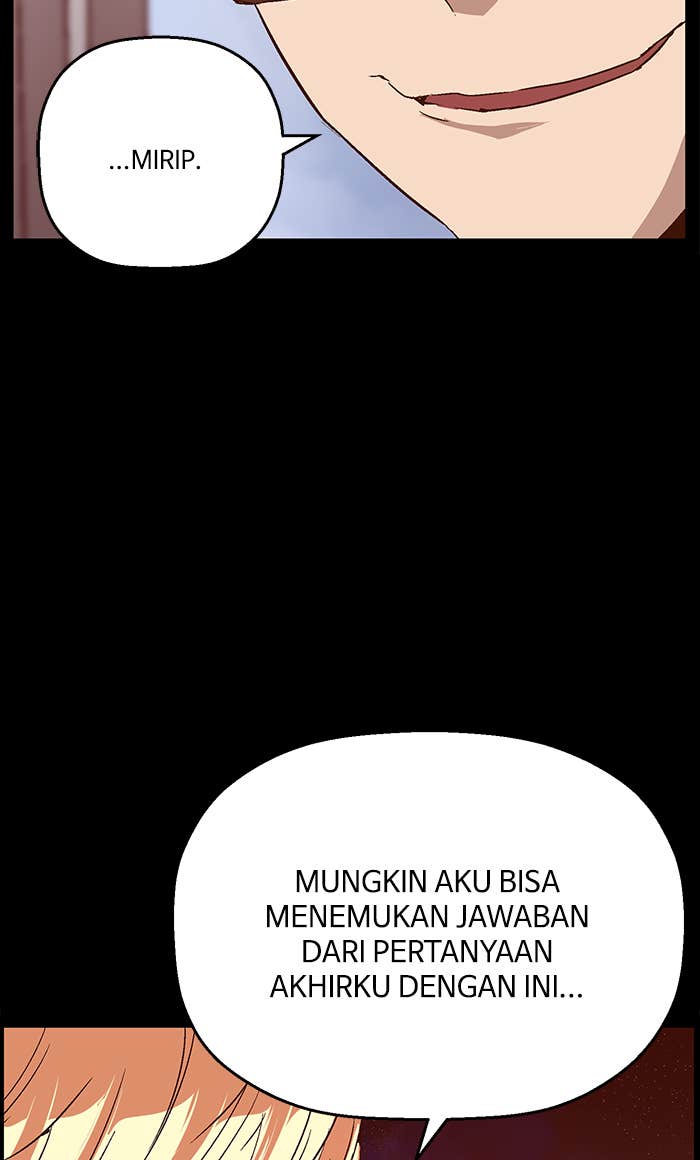 ...MIRIP.
MUNGKIN AKU BISA
MENEMUKAN JAWABAN
DARI PERTANYAAN
AKHIRKU DENGAN INI...